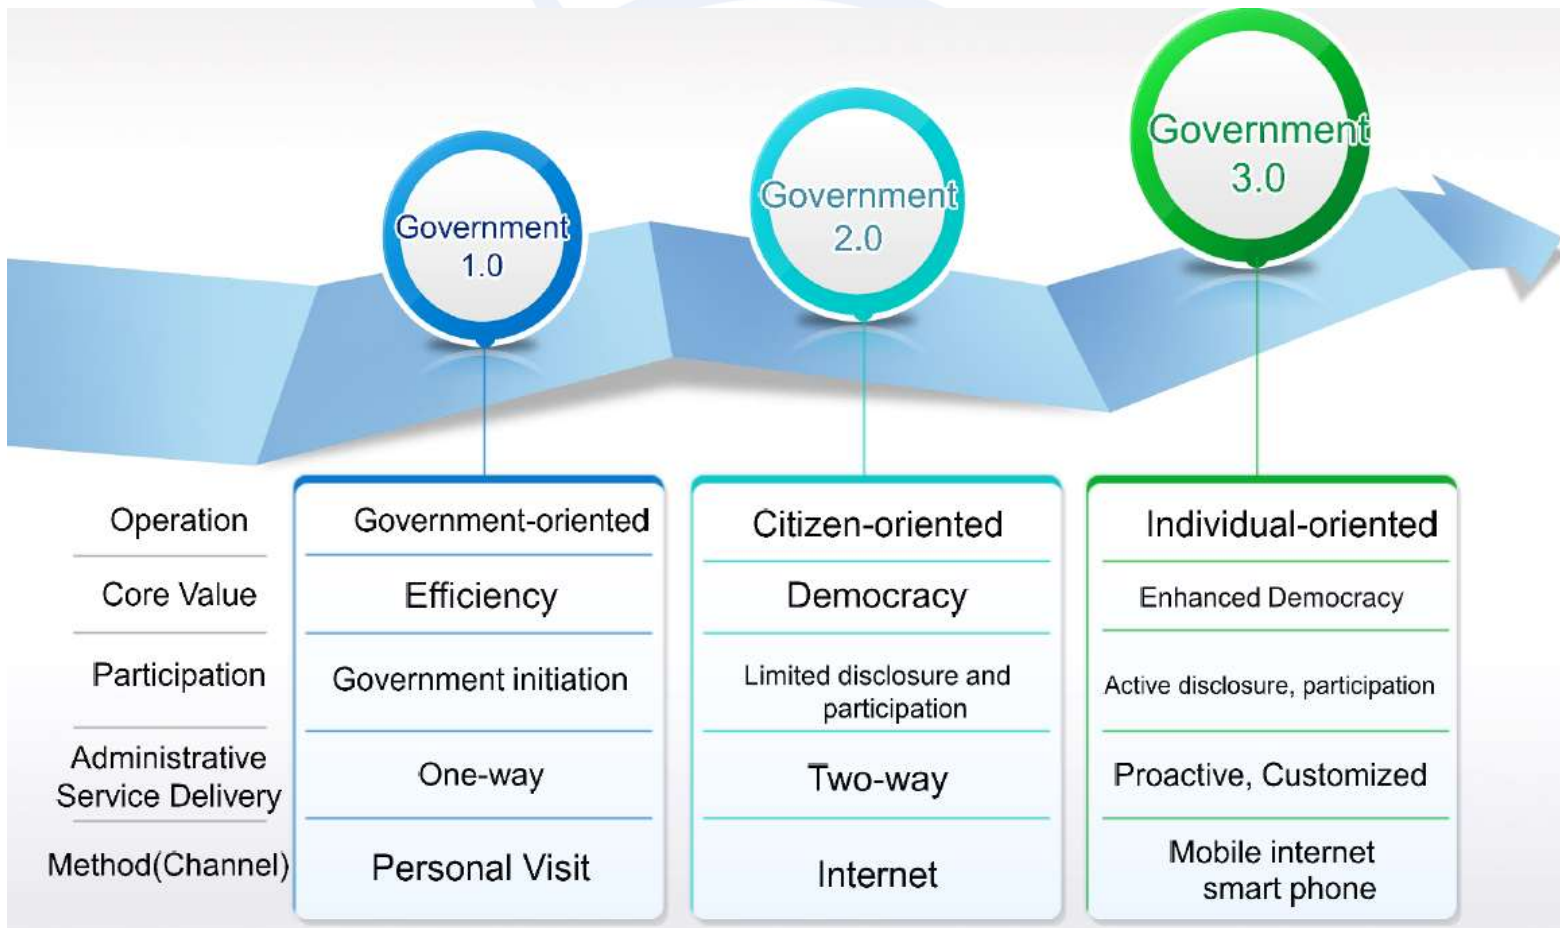 Government
1.0
Government
2.0
Government
3.0
Operation
Government-oriented
Citizen-oriented
Individual-oriented
Core Value
Efficiency
Democracy
Enhanced Democracy
Participation
Government initiation
Limited disclosure and
participation
Active disclosure, participation
Administrative
Service Delivery
One-way
Two-way
Proactive, Customized
Method(Channel)
Personal Visit
Internet
Mobile internet
smart phone